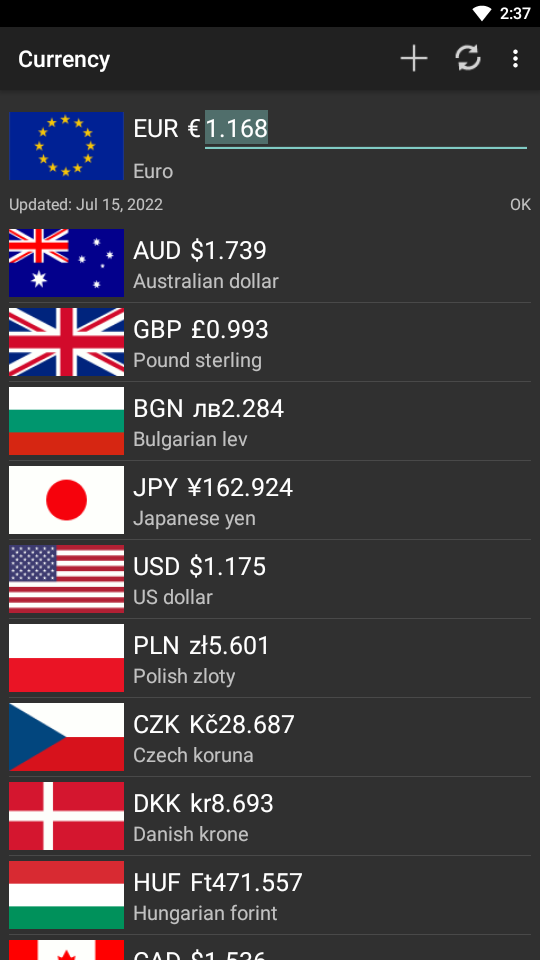 2:37
Currency
EUR €1.168
Euro
Updated: Jul 15, 2022 OK
AUD $1.739
Australian dollar
GBP £0.993
Pound sterling
BGN лв2.284
Bulgarian lev
JPY ¥162.924
Japanese yen
USD $1.175
US dollar
PLN zł5.601
Polish zloty
CZK Kč28.687
Czech koruna
DKK kr8.693
Danish krone
HUF Ft471.557
Hungarian forint
CAD $1.536